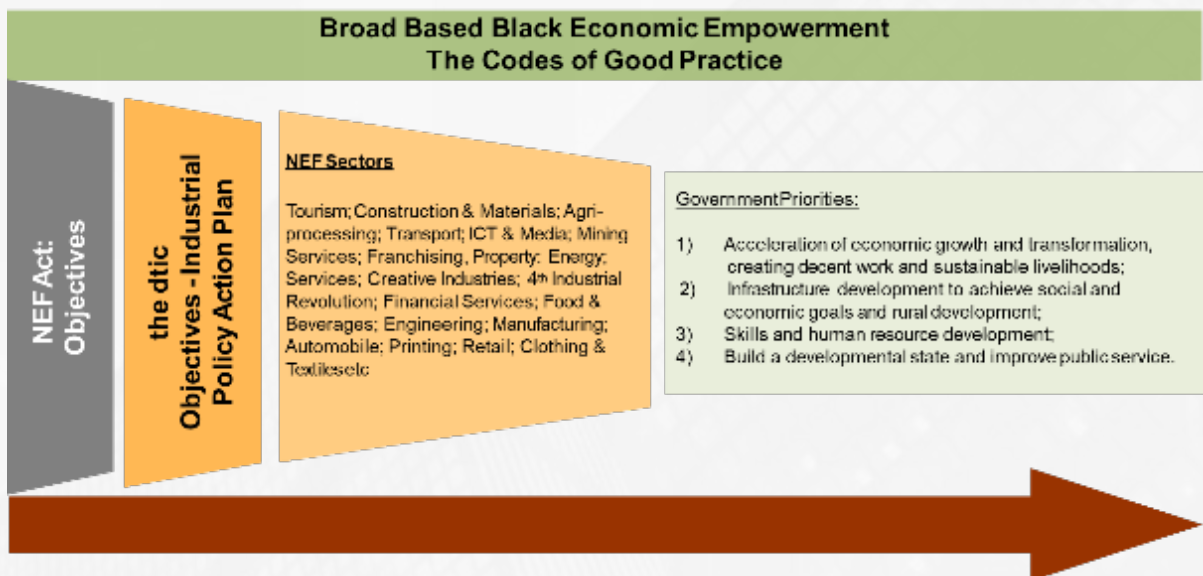 Broad Based Black Economic Empowerment
The Codes of Good Practice
NEF Act:
Objectives
the dtic
Objectives - Industrial
Policy Action Plan
NEF Sectors
Tourism; Construction & Materials; Agri-
processing; Transport; ICT & Media; Mining
Services; Franchising, Property: Energy;
Services; Creative Industries; 4th Industrial
Revolution; Financial Services; Food &
Beverages; Engineering; Manufacturing;
Automobile; Printing; Retail; Clothing &
Textiles etc
Government Priorities:
1) Acceleration of economic growth and transformation,
creating decent work and sustainable livelihoods;
2) Infrastructure development to achieve social and
economic goals and rural development;
3) Skills and human resource development;
4) Build a developmental state and improve public service.